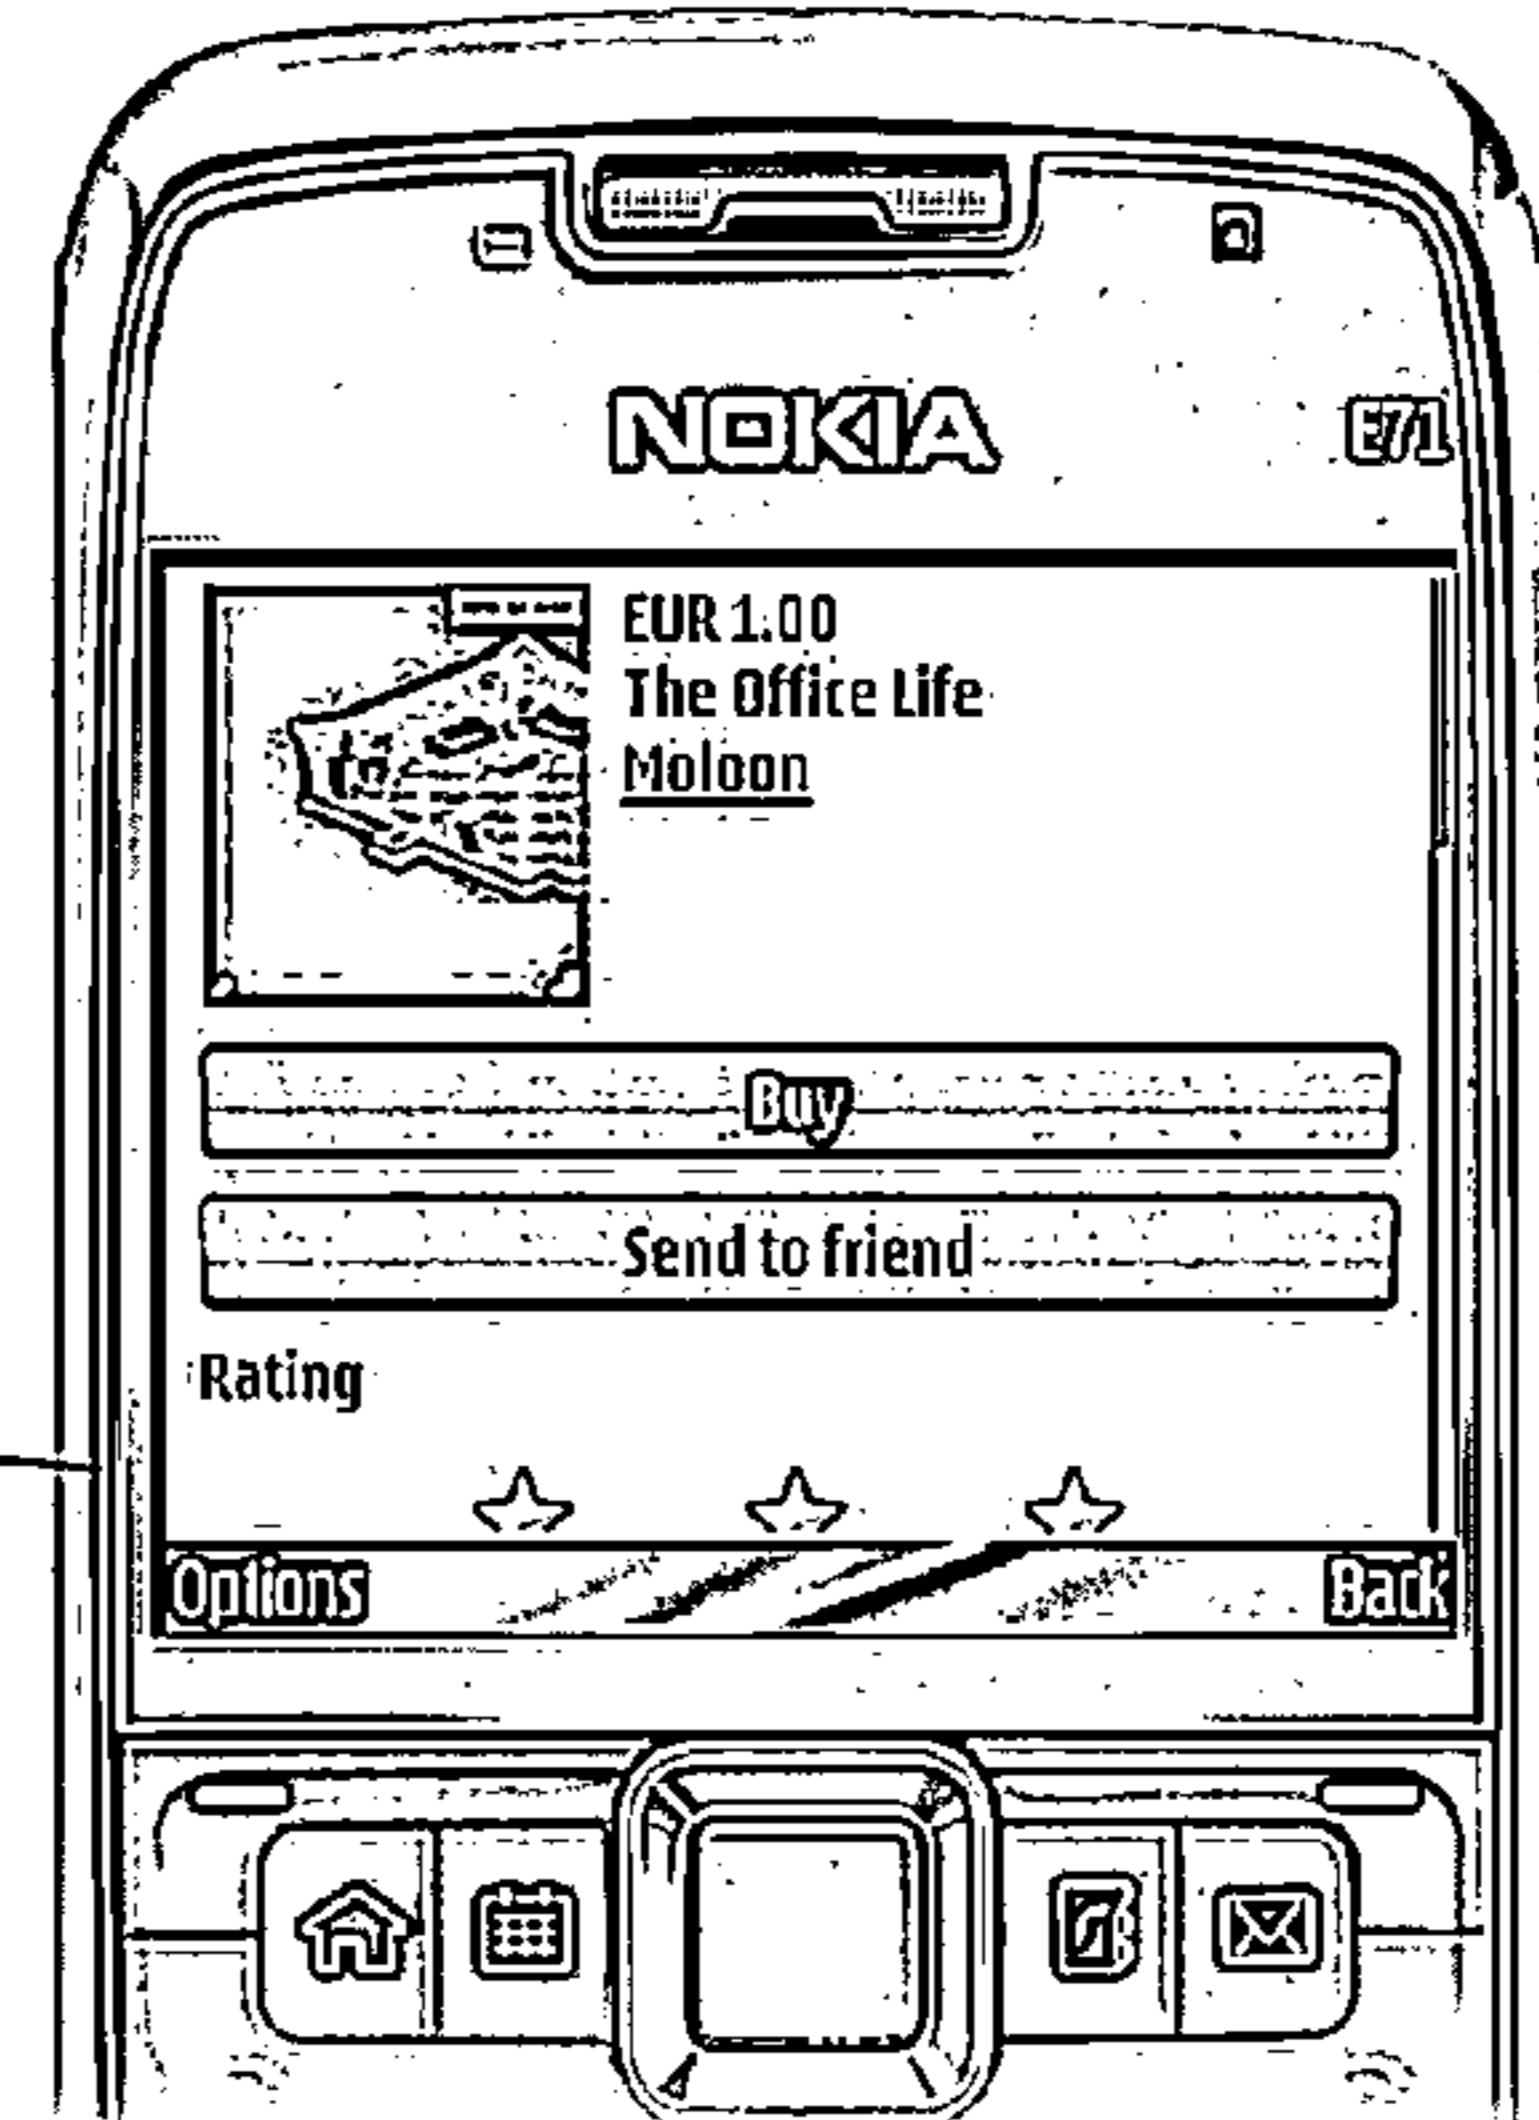 NOKIA
E71
EUR 1.00
The Office Life
Moloon
Buy
Send to friend
Rating
Options
Back